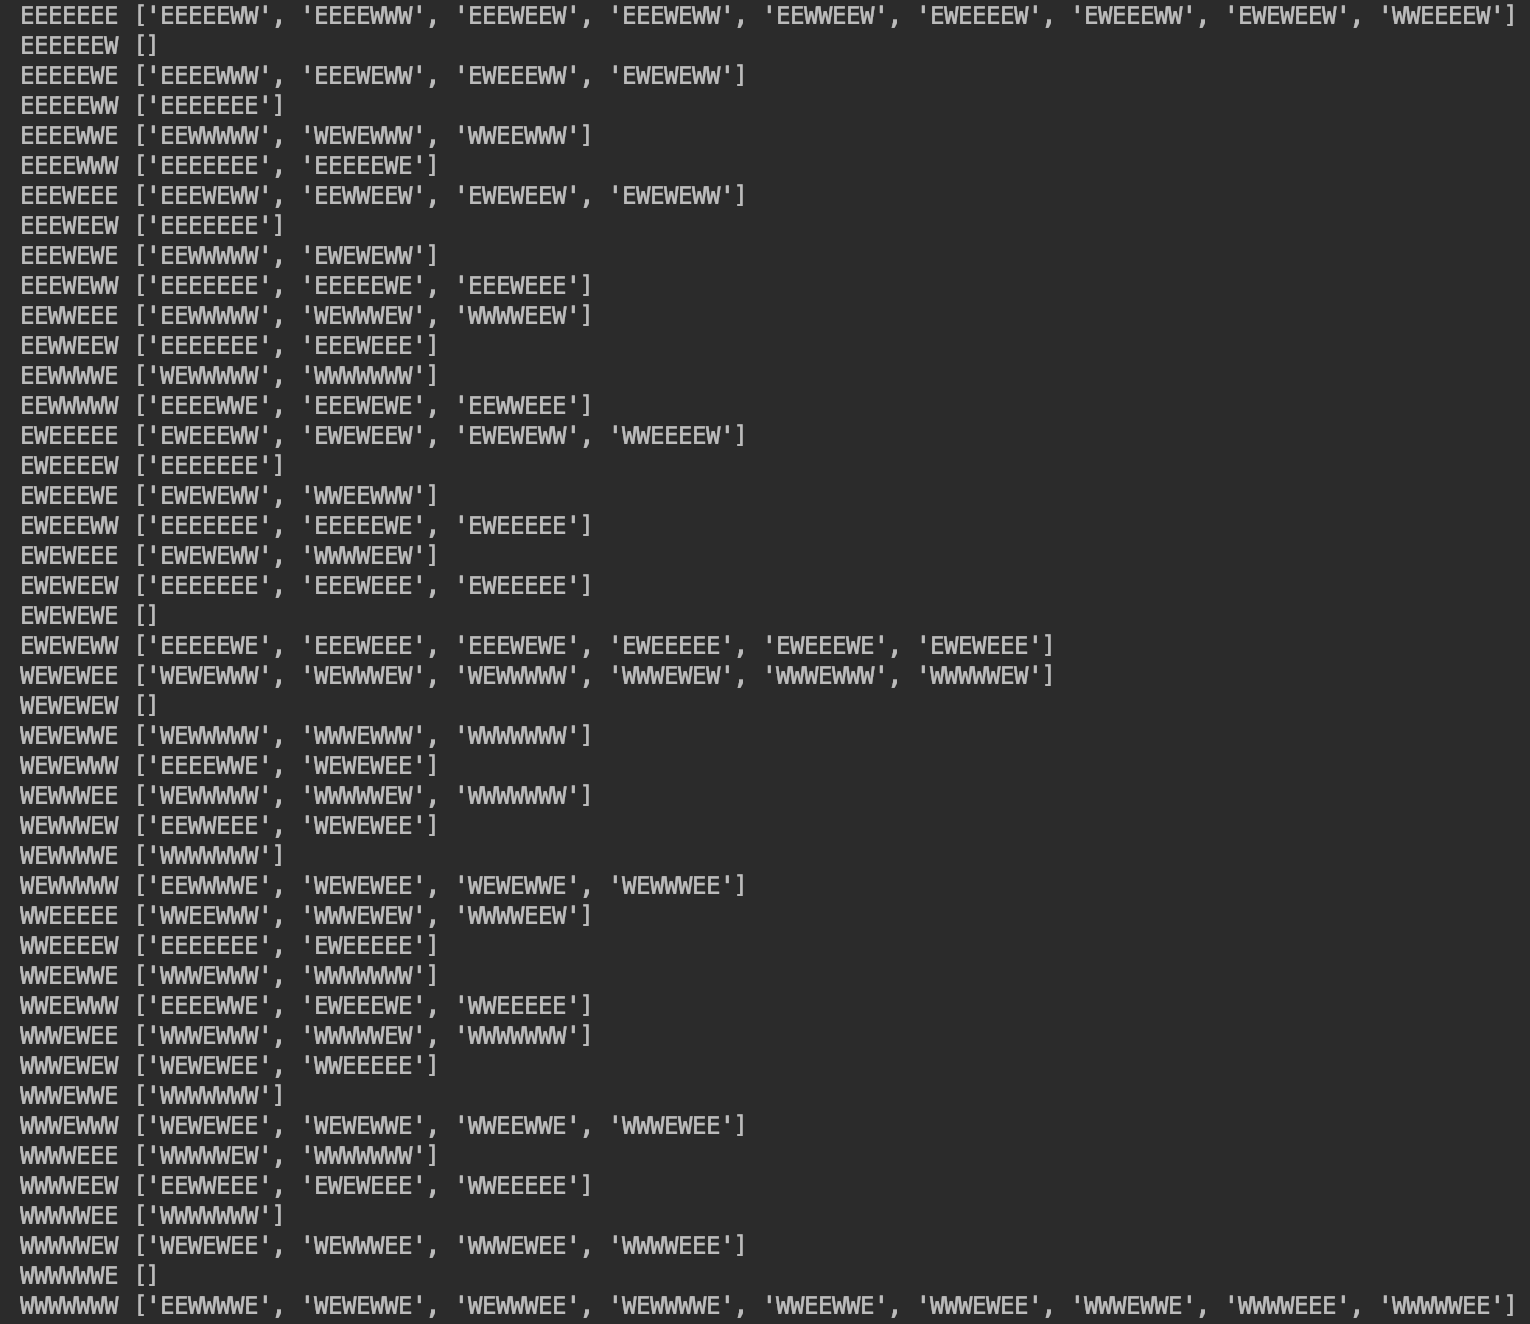 EEEEEEE ['EEEEEWW', 'EEEEWWW', 'EEEWEEW', 'EEEWEWW', 'EEWWEEW', 'EWEEEEW', 'EWEEEWW', 'EWEWEEW', 'WWEEEEW']
EEEEEEW []
EEEEEWE ['EEEEWWW', 'EEEWEWW', 'EWEEEWW', 'EWEWEWW']
EEEEEWW ['EEEEEEE']
EEEEWWE ['EEWWWWW', 'WEWEWWW', 'WWEEWWW']
EEEEWWW ['EEEEEEE', 'EEEEEWE']
EEEWEEE ['EEEWEWW', 'EEWWEEW', 'EWEWEEW', 'EWEWEWW']
EEEWEEW ['EEEEEEE']
EEEWEWE ['EEWWWWW', 'EWEWEWW']
EEEWEWW ['EEEEEEE', 'EEEEEWE', 'EEEWEEE']
EEWWEEE ['EEWWWWW', 'WEWWWEW', 'WWWWEEW']
EEWWEEW ['EEEEEEE', 'EEEWEEE']
EEWWWWE ['WEWWWWW', 'WWWWWWW']
EEWWWWW ['EEEEWWE', 'EEEWEWE', 'EEWWEEE']
EWEEEEE ['EWEEEWW', 'EWEWEEW', 'EWEWEWW', 'WWEEEEW']
EWEEEEW ['EEEEEEE']
EWEEEWE ['EWEWEWW', 'WWEEWWW']
EWEEEWW ['EEEEEEE', 'EEEEEWE', 'EWEEEEE']
EWEWEEE ['EWEWEWW', 'WWWWEEW']
EWEWEEW ['EEEEEEE', 'EEEWEEE', 'EWEEEEE']
EWEWEWE []
EWEWEWW ['EEEEEWE', 'EEEWEEE', 'EEEWEWE', 'EWEEEEE', 'EWEEEWE', 'EWEWEEE']
WEWEWEE ['WEWEWWW', 'WEWWWEW', 'WEWWWWW', 'WWWEWEW', 'WWWEWWW', 'WWWWWEW']
WEWEWEW []
WEWEWWE ['WEWWWWW', 'WWWEWWW', 'WWWWWWW']
WEWEWWW ['EEEEWWE', 'WEWEWEE']
WEWWWEE ['WEWWWWW', 'WWWWWEW', 'WWWWWWW']
WEWWWEW ['EEWWEEE', 'WEWEWEE']
WEWWWWE ['WWWWWWW']
WEWWWWW ['EEWWWWE', 'WEWEWEE', 'WEWEWWE', 'WEWWWEE']
WWEEEEE ['WWEEWWW', 'WWWEWEW', 'WWWWEEW']
WWEEEEW ['EEEEEEE', 'EWEEEEE']
WWEEWWE ['WWWEWWW', 'WWWWWWW']
WWEEWWW ['EEEEWWE', 'EWEEEWE', 'WWEEEEE']
WWWEWEE ['WWWEWWW', 'WWWWWEW', 'WWWWWWW']
WWWEWEW ['WEWEWEE', 'WWEEEEE']
WWWEWWE ['WWWWWWW']
WWWEWWW ['WEWEWEE', 'WEWEWWE', 'WWEEWWE', 'WWWEWEE']
WWWWEEE ['WWWWWEW', 'WWWWWWW']
WWWWEEW ['EEWWEEE', 'EWEWEEE', 'WWEEEEE']
WWWWWEE ['WWWWWWW']
WWWWWEW ['WEWEWEE', 'WEWWWEE', 'WWWEWEE', 'WWWWEEE']
WWWWWWE []
WWWWWWW ['EEWWWWE', 'WEWEWWE', 'WEWWWEE', 'WEWWWWE', 'WWEEWWE', 'WWWEWEE', 'WWWEWWE', 'WWWWEEE', 'WWWWWEE']